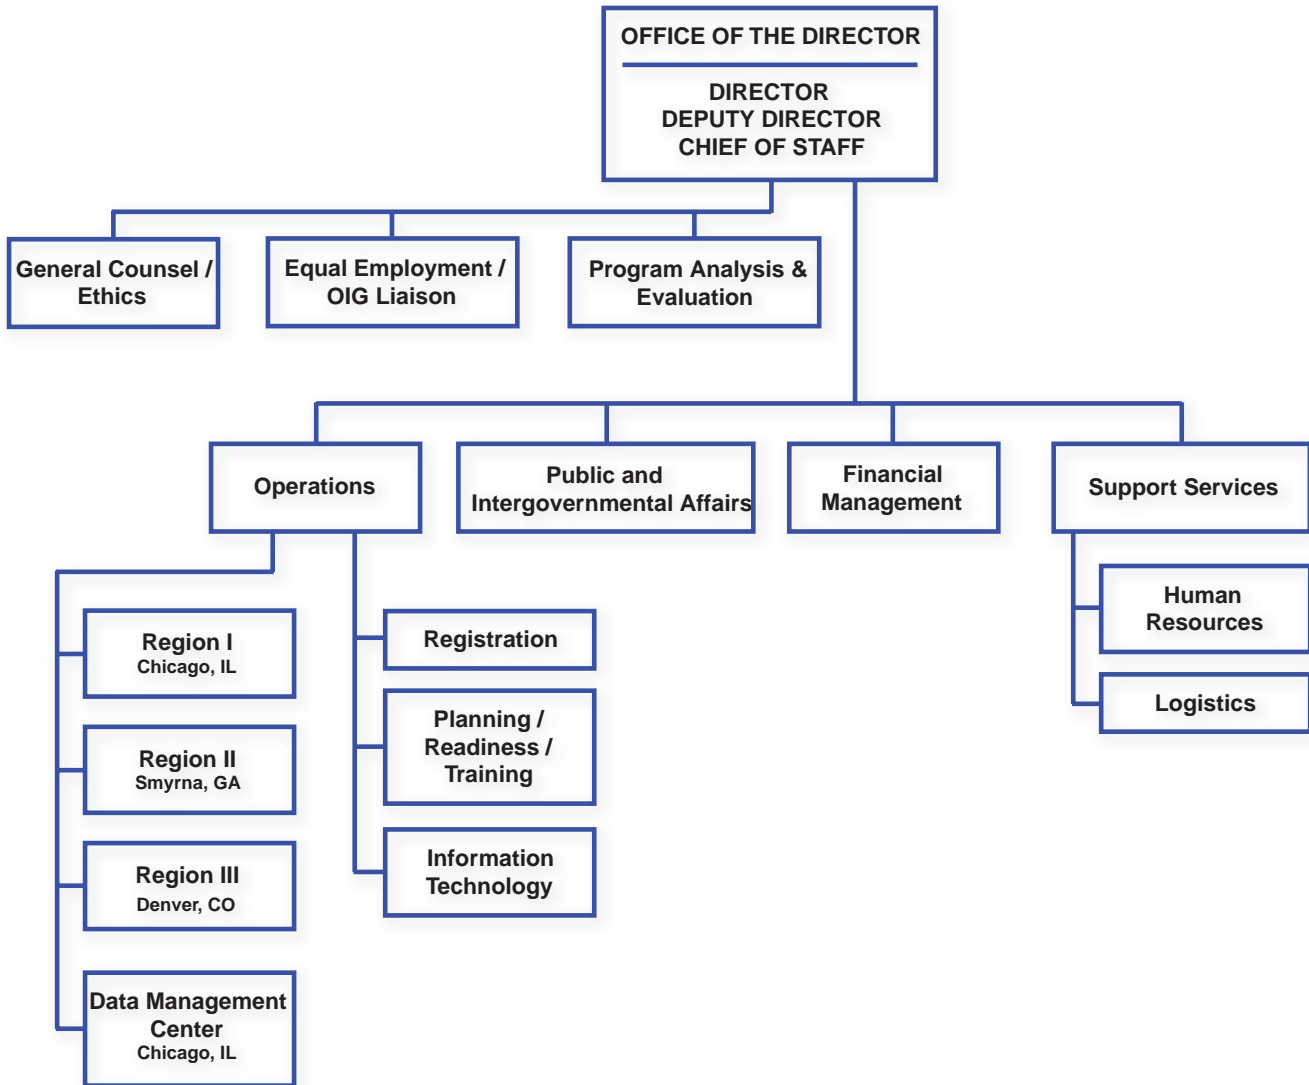 OFFICE OF THE DIRECTOR
DIRECTOR
DEPUTY DIRECTOR
CHIEF OF STAFF
General Counsel /
Ethics
Equal Employment /
OIG Liaison
Program Analysis &
Evaluation
Operations
Public and
Intergovernmental Affairs
Financial
Management
Support Services
Region I
Chicago, IL
Region II
Smyrna, GA
Region III
Denver, CO
Data Management
Center
Chicago, IL
Registration
Planning /
Readiness /
Training
Information
Technology
Human
Resources
Logistics